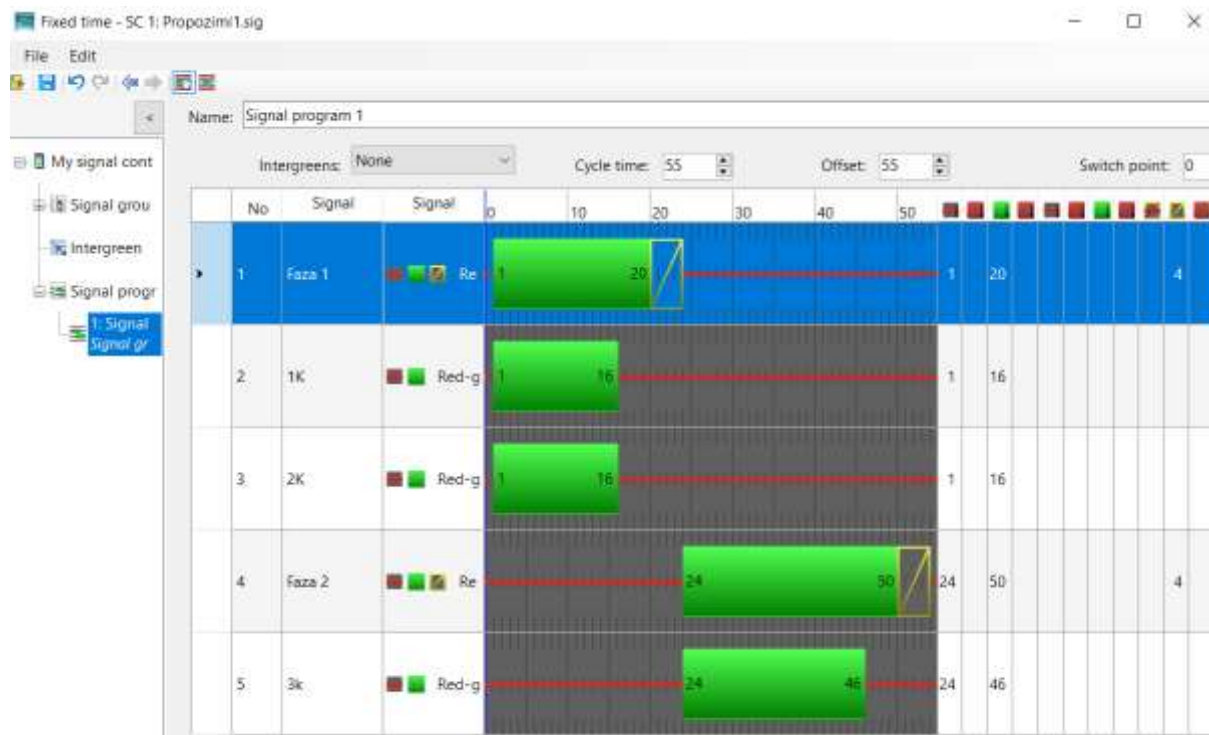 Fixed time - SC 1: Propozimi1.sig
File Edit
Name: Signal program 1
My signal cont
Signal grou
Intergreen
Signal progr
1: Signal
Signal gr
Intergreens: None Cycle time: 55 Offset: 55 Switch point: 0
No Signal Signal 0 10 20 30 40 50
1 Faza 1 Re 1 20 1 20 4
2 1K Red-g 1 16 1 16
3 2K Red-g 1 16 1 16
4 Faza 2 Re 24 50 24 50 4
5 3k Red-g 24 46 24 46